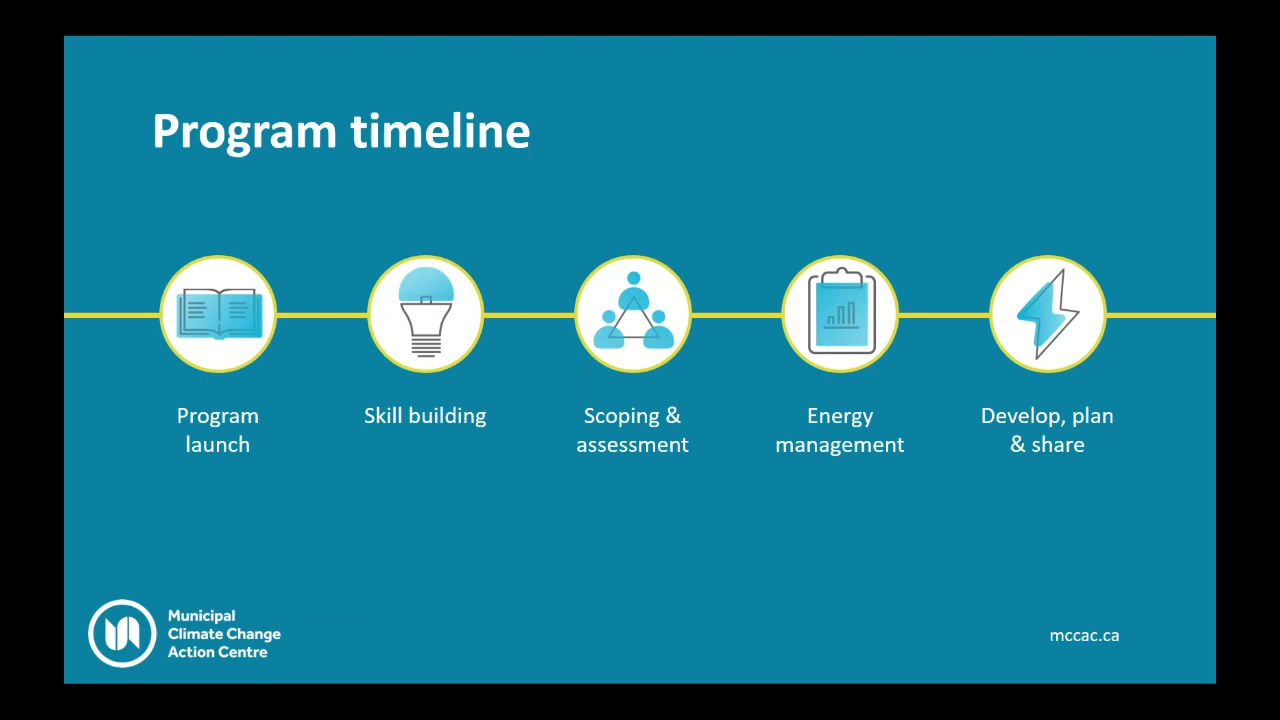 Program timeline
Program
launch
Skill building
Scoping &
assessment
Energy
management
Develop, plan
& share
Municipal
Climate Change
Action Centre
mccac.ca